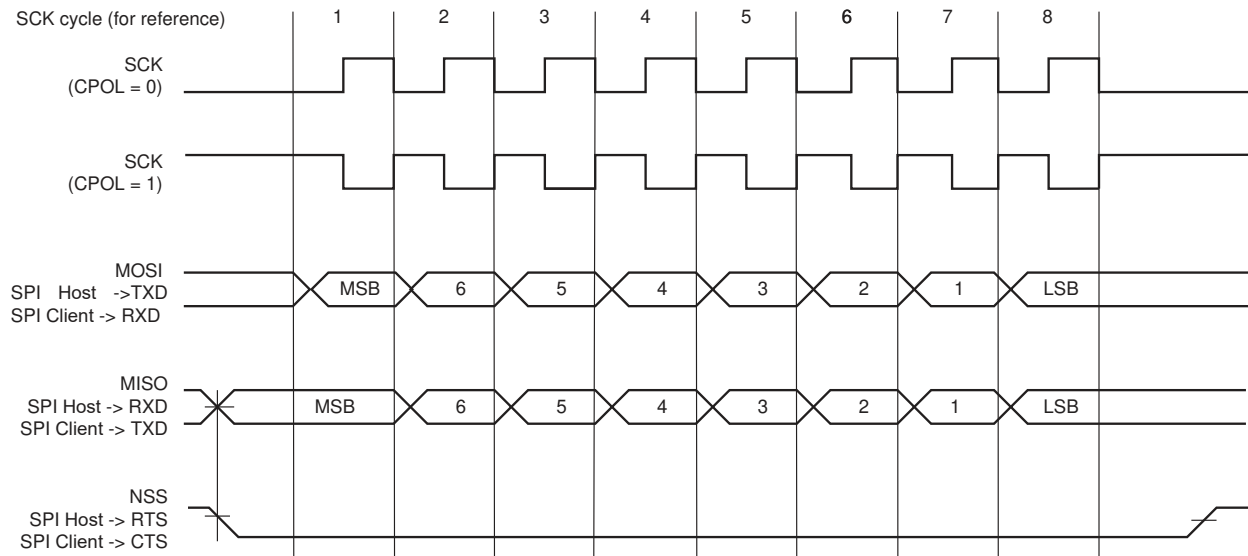 SCK cycle (for reference) 1 2 3 4 5 6 7 8
SCK
(CPOL = 0)
SCK
(CPOL = 1)
MOSI
SPI Host ->TXD
SPI Client -> RXD
MSB 6 5 4 3 2 1 LSB
MISO
SPI Host -> RXD
SPI Client -> TXD
MSB 6 5 4 3 2 1 LSB
NSS
SPI Host -> RTS
SPI Client -> CTS